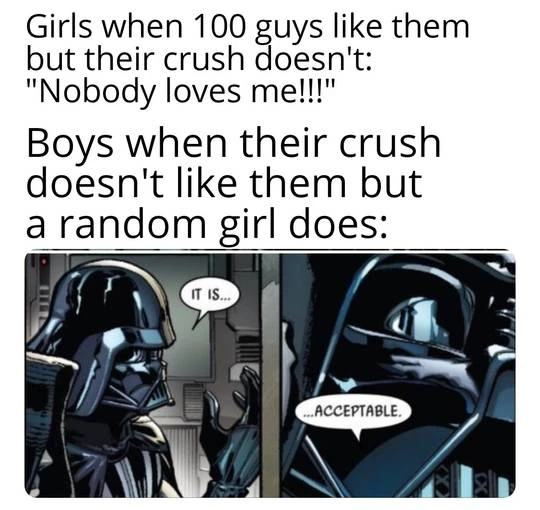 Girls when 100 guys like them
but their crush doesn't:
"Nobody loves me!!!"
Boys when their crush
doesn't like them but
a random girl does:
IT IS...
...ACCEPTABLE.